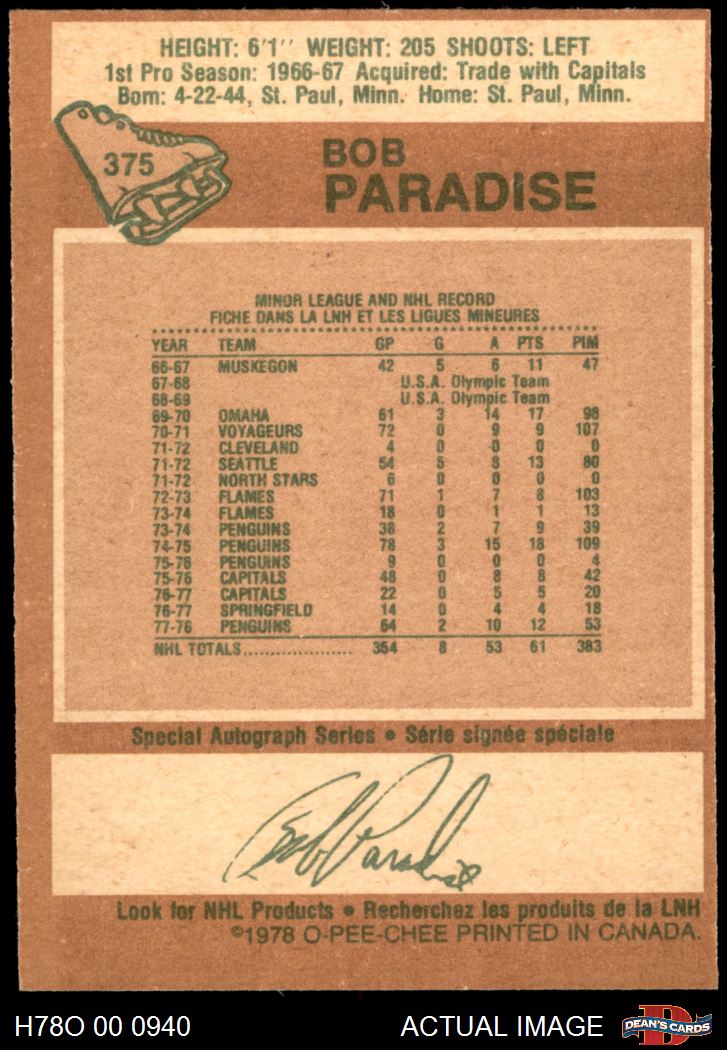 HEIGHT: 6'1" WEIGHT: 205 SHOOTS: LEFT
1st Pro Season: 1966-67 Acquired: Trade with Capitals
Born: 4-22-44, St. Paul, Minn. Home: St. Paul, Minn.
375
BOB
PARADISE
MINOR LEAGUE AND NHL RECORD
FICHE DANS LA LNH ET LES LIGUES MINEURES
YEAR TEAM GP G A PTS PIM
66-67 MUSKEGON 42 5 6 11 47
67-68 U.S.A. Olympic Team
68-69 U.S.A. Olympic Team
69-70 OMAHA 61 3 14 17 98
70-71 VOYAGEURS 72 0 9 9 107
71-72 CLEVELAND 4 0 0 0 0
71-72 SEATTLE 54 5 8 13 80
71-72 NORTH STARS 6 0 0 0 0
72-73 FLAMES 71 1 7 8 103
73-74 FLAMES 18 0 1 1 13
73-74 PENGUINS 38 2 7 9 39
74-75 PENGUINS 78 3 15 18 109
75-76 PENGUINS 9 0 0 0 4
75-76 CAPITALS 48 0 8 8 42
76-77 CAPITALS 22 0 5 5 20
76-77 SPRINGFIELD 14 0 4 4 18
77-78 PENGUINS 64 2 10 12 53
NHL TOTALS.................... 354 8 53 61 383
Special Autograph Series • Série signée spéciale
Bob Paradise
Look for NHL Products • Recherchez les produits de la LNH
©1978 O-PEE-CHEE PRINTED IN CANADA.
H78O 00 0940 ACTUAL IMAGE D DEAN'S CARDS